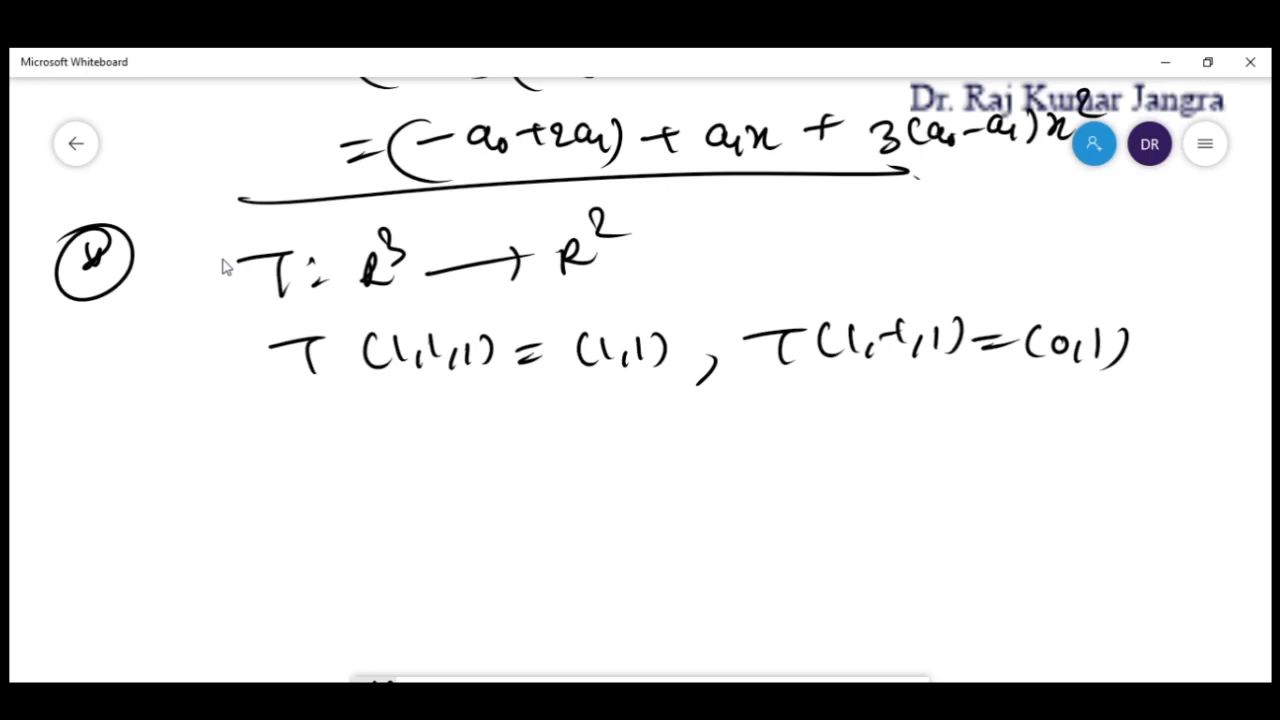 Microsoft Whiteboard
Dr. Raj Kumar Jangra
= (-a₀+2a₁) + a₁x + 3(a₀-a₁)x²
DR
T: R³ → R²
T (1,1,1) = (1,1), T(1,-1,1) = (0,1)